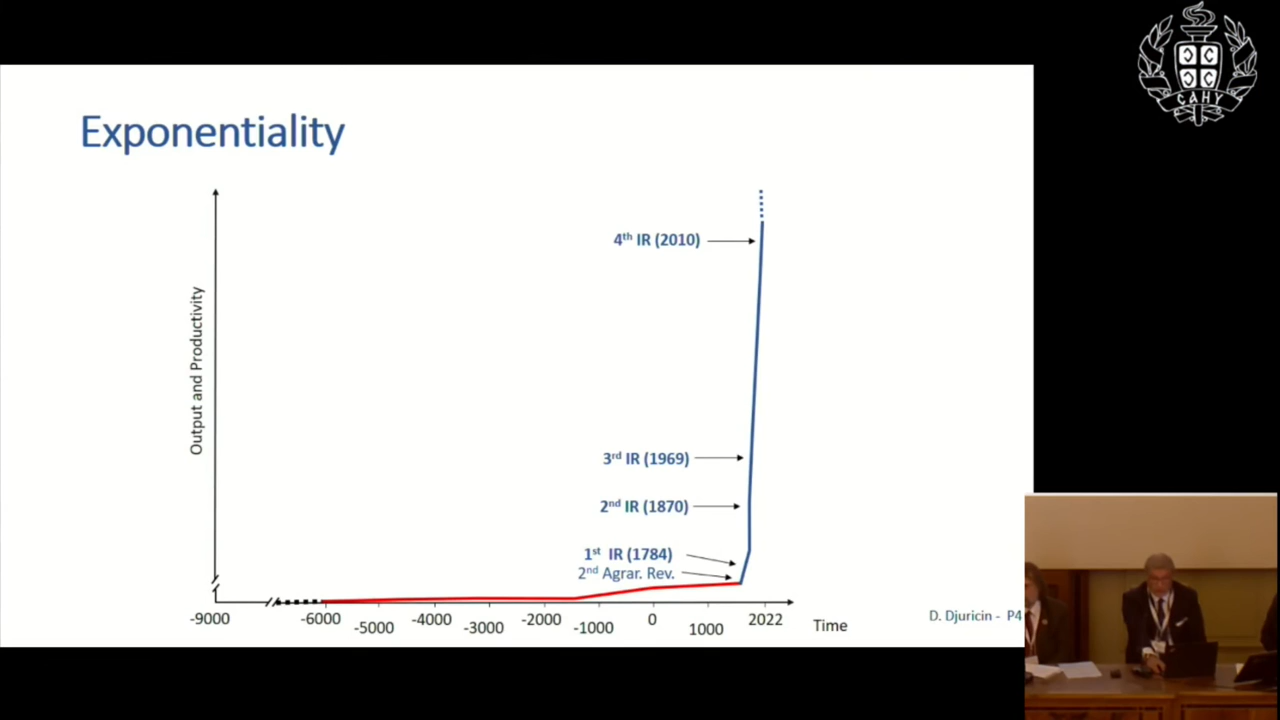 Exponentiality
Output and Productivity
4th IR (2010)
3rd IR (1969)
2nd IR (1870)
1st IR (1784)
2nd Agrar. Rev.
-9000
-6000
-5000
-4000
-3000
-2000
-1000
0
1000
2022
Time
D. Djuricin - P4
САНУ